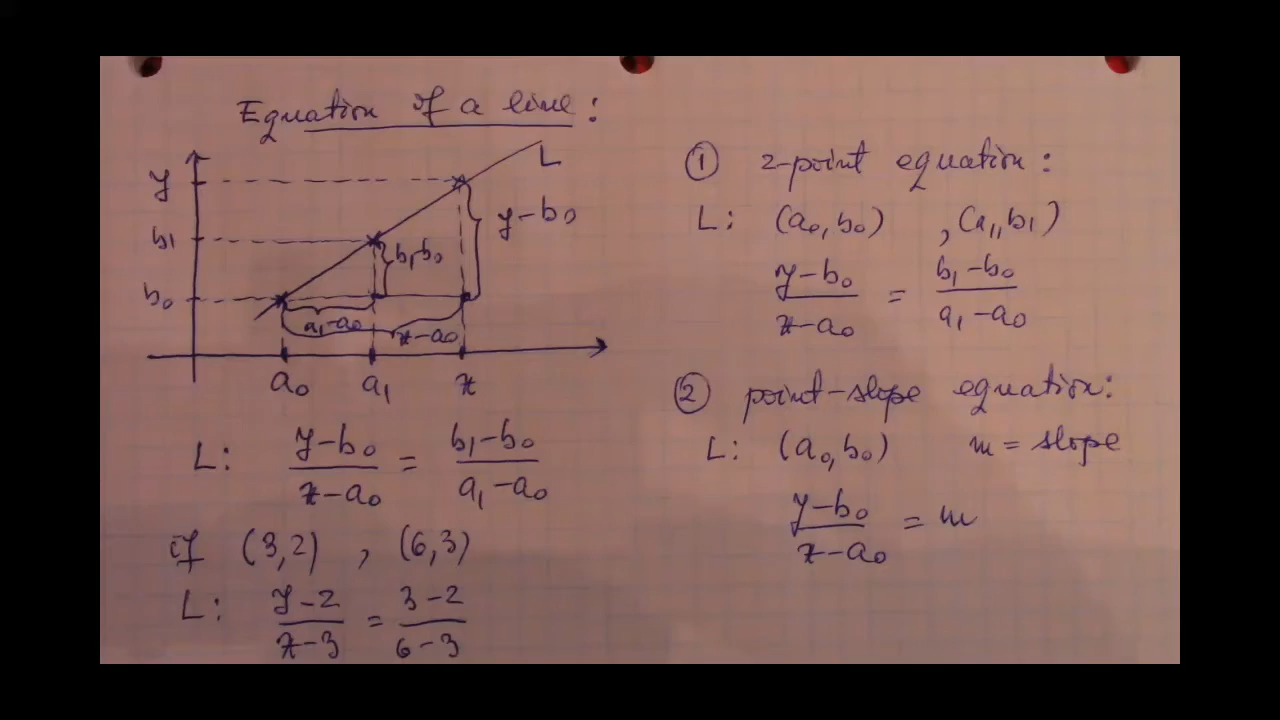 Equation of a line:
L
y
b₁
b₀
y-b₀
b₁-b₀
a₁-a₀
x-a₀
a₀ a₁ x
L: (y-b₀)/(x-a₀) = (b₁-b₀)/(a₁-a₀)
if (3,2) , (6,3)
L: (y-2)/(x-3) = (3-2)/(6-3)
① 2-point equation:
L: (a₀,b₀) , (a₁,b₁)
(y-b₀)/(x-a₀) = (b₁-b₀)/(a₁-a₀)
② point-slope equation:
L: (a₀,b₀) m = slope
(y-b₀)/(x-a₀) = m